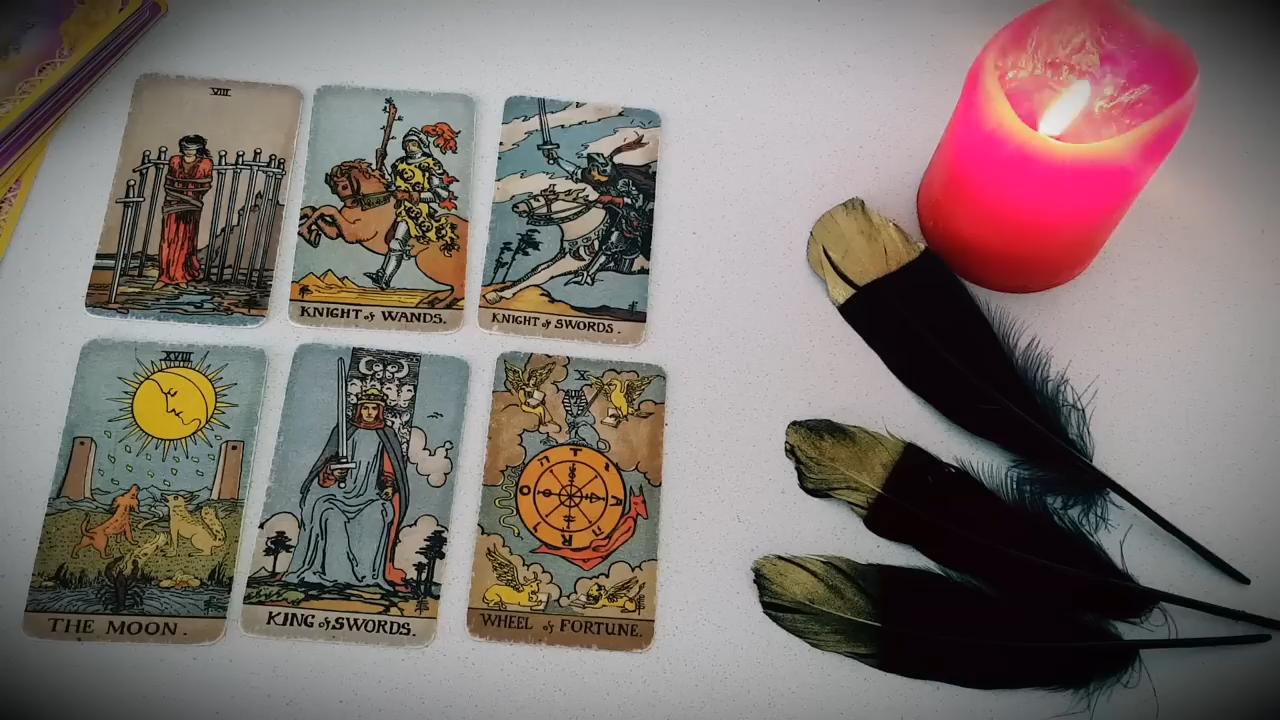 VIII
KNIGHT of WANDS.
KNIGHT of SWORDS.
XVIII
THE MOON.
KING of SWORDS.
X
WHEEL of FORTUNE.